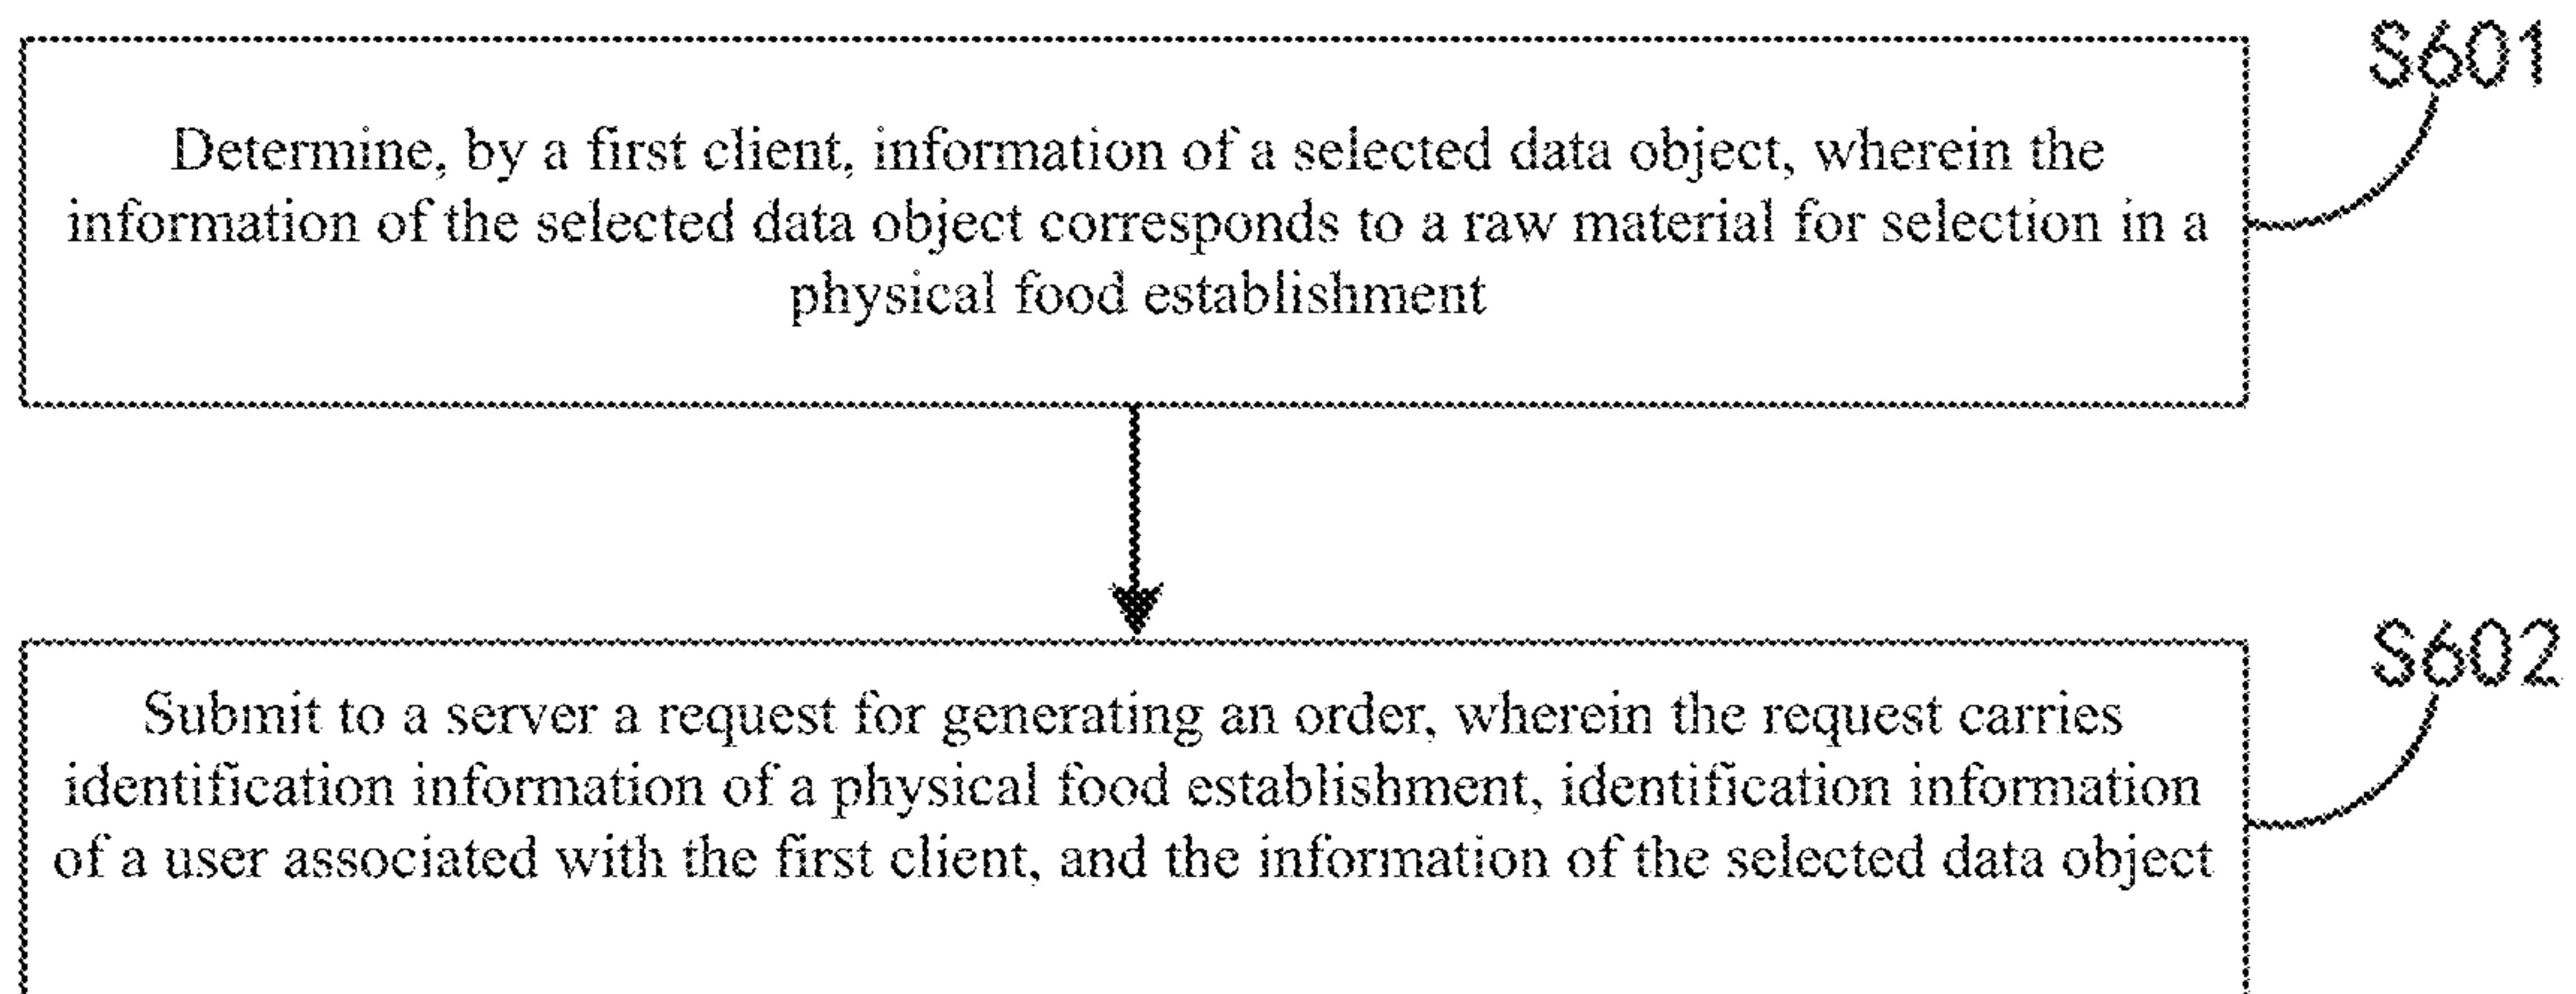 S601
Determine, by a first client, information of a selected data object, wherein the
information of the selected data object corresponds to a raw material for selection in a
physical food establishment
S602
Submit to a server a request for generating an order, wherein the request carries
identification information of a physical food establishment, identification information
of a user associated with the first client, and the information of the selected data object